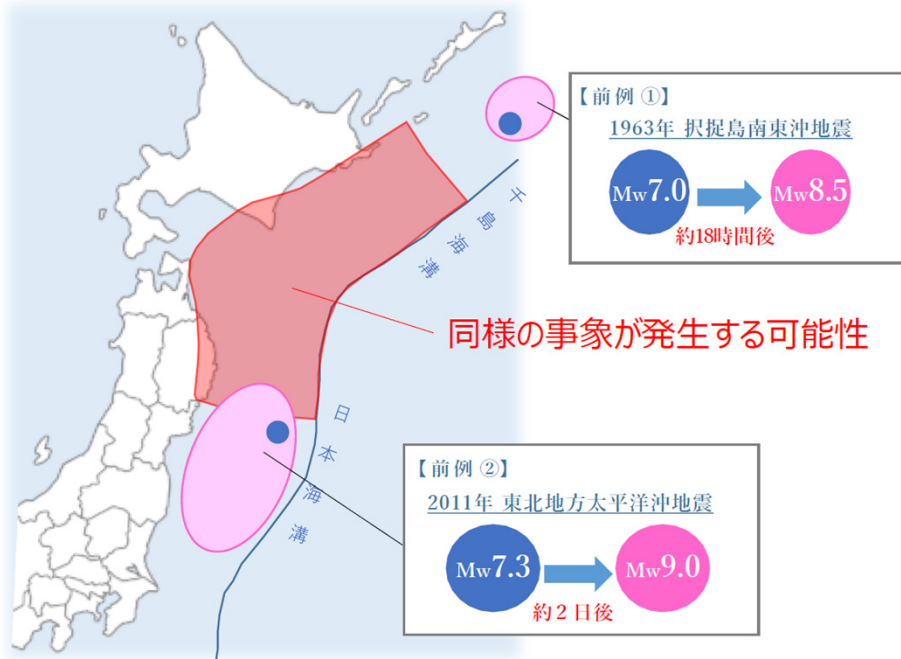 【前例 ①】
1963年 択捉島南東沖地震
Mw7.0
Mw8.5
約18時間後
千島海溝
同様の事象が発生する可能性
日本海溝
【前例 ②】
2011年 東北地方太平洋沖地震
Mw7.3
Mw9.0
約２日後